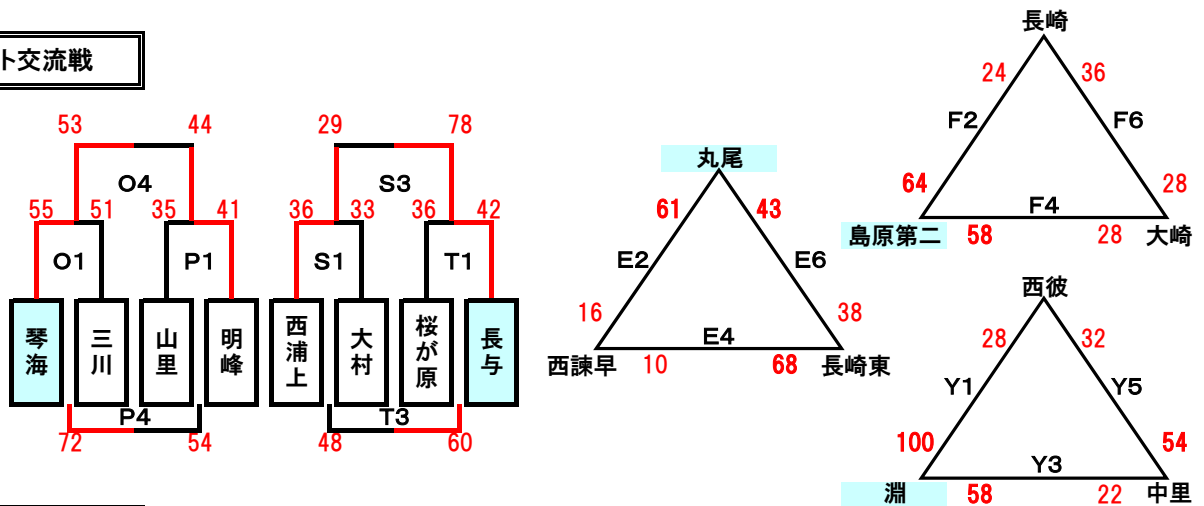 ト交流戦
53 44
O4
55 51 35 41
O1 P1
琴海 三川 山里 明峰
P4
72 54
29 78
S3
36 33 36 42
S1 T1
西浦上 大村 桜が原 長与
T3
48 60
丸尾
61 43
E2 E6
16 38
E4
西諫早 10 68 長崎東
長崎
24 36
F2 F6
64 28
F4
島原第二 58 28 大崎
西彼
28 32
Y1 Y5
100 54
Y3
淵 58 22 中里